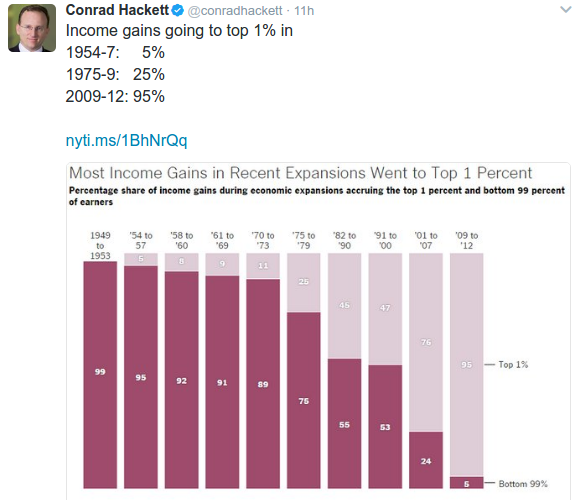 Conrad Hackett @conradhackett · 11h
Income gains going to top 1% in
1954-7: 5%
1975-9: 25%
2009-12: 95%
nyti.ms/1BhNrQq
Most Income Gains in Recent Expansions Went to Top 1 Percent
Percentage share of income gains during economic expansions accruing the top 1 percent and bottom 99 percent
of earners
1949 '54 to '58 to '61 to '70 to '75 to '82 to '91 to '01 to '09 to
to 57 '60 '69 '73 '79 '90 '00 '07 '12
1953
5 8 9 11 25 45 47 76 95
Top 1%
99 95 92 91 89 75 55 53 24 5
Bottom 99%